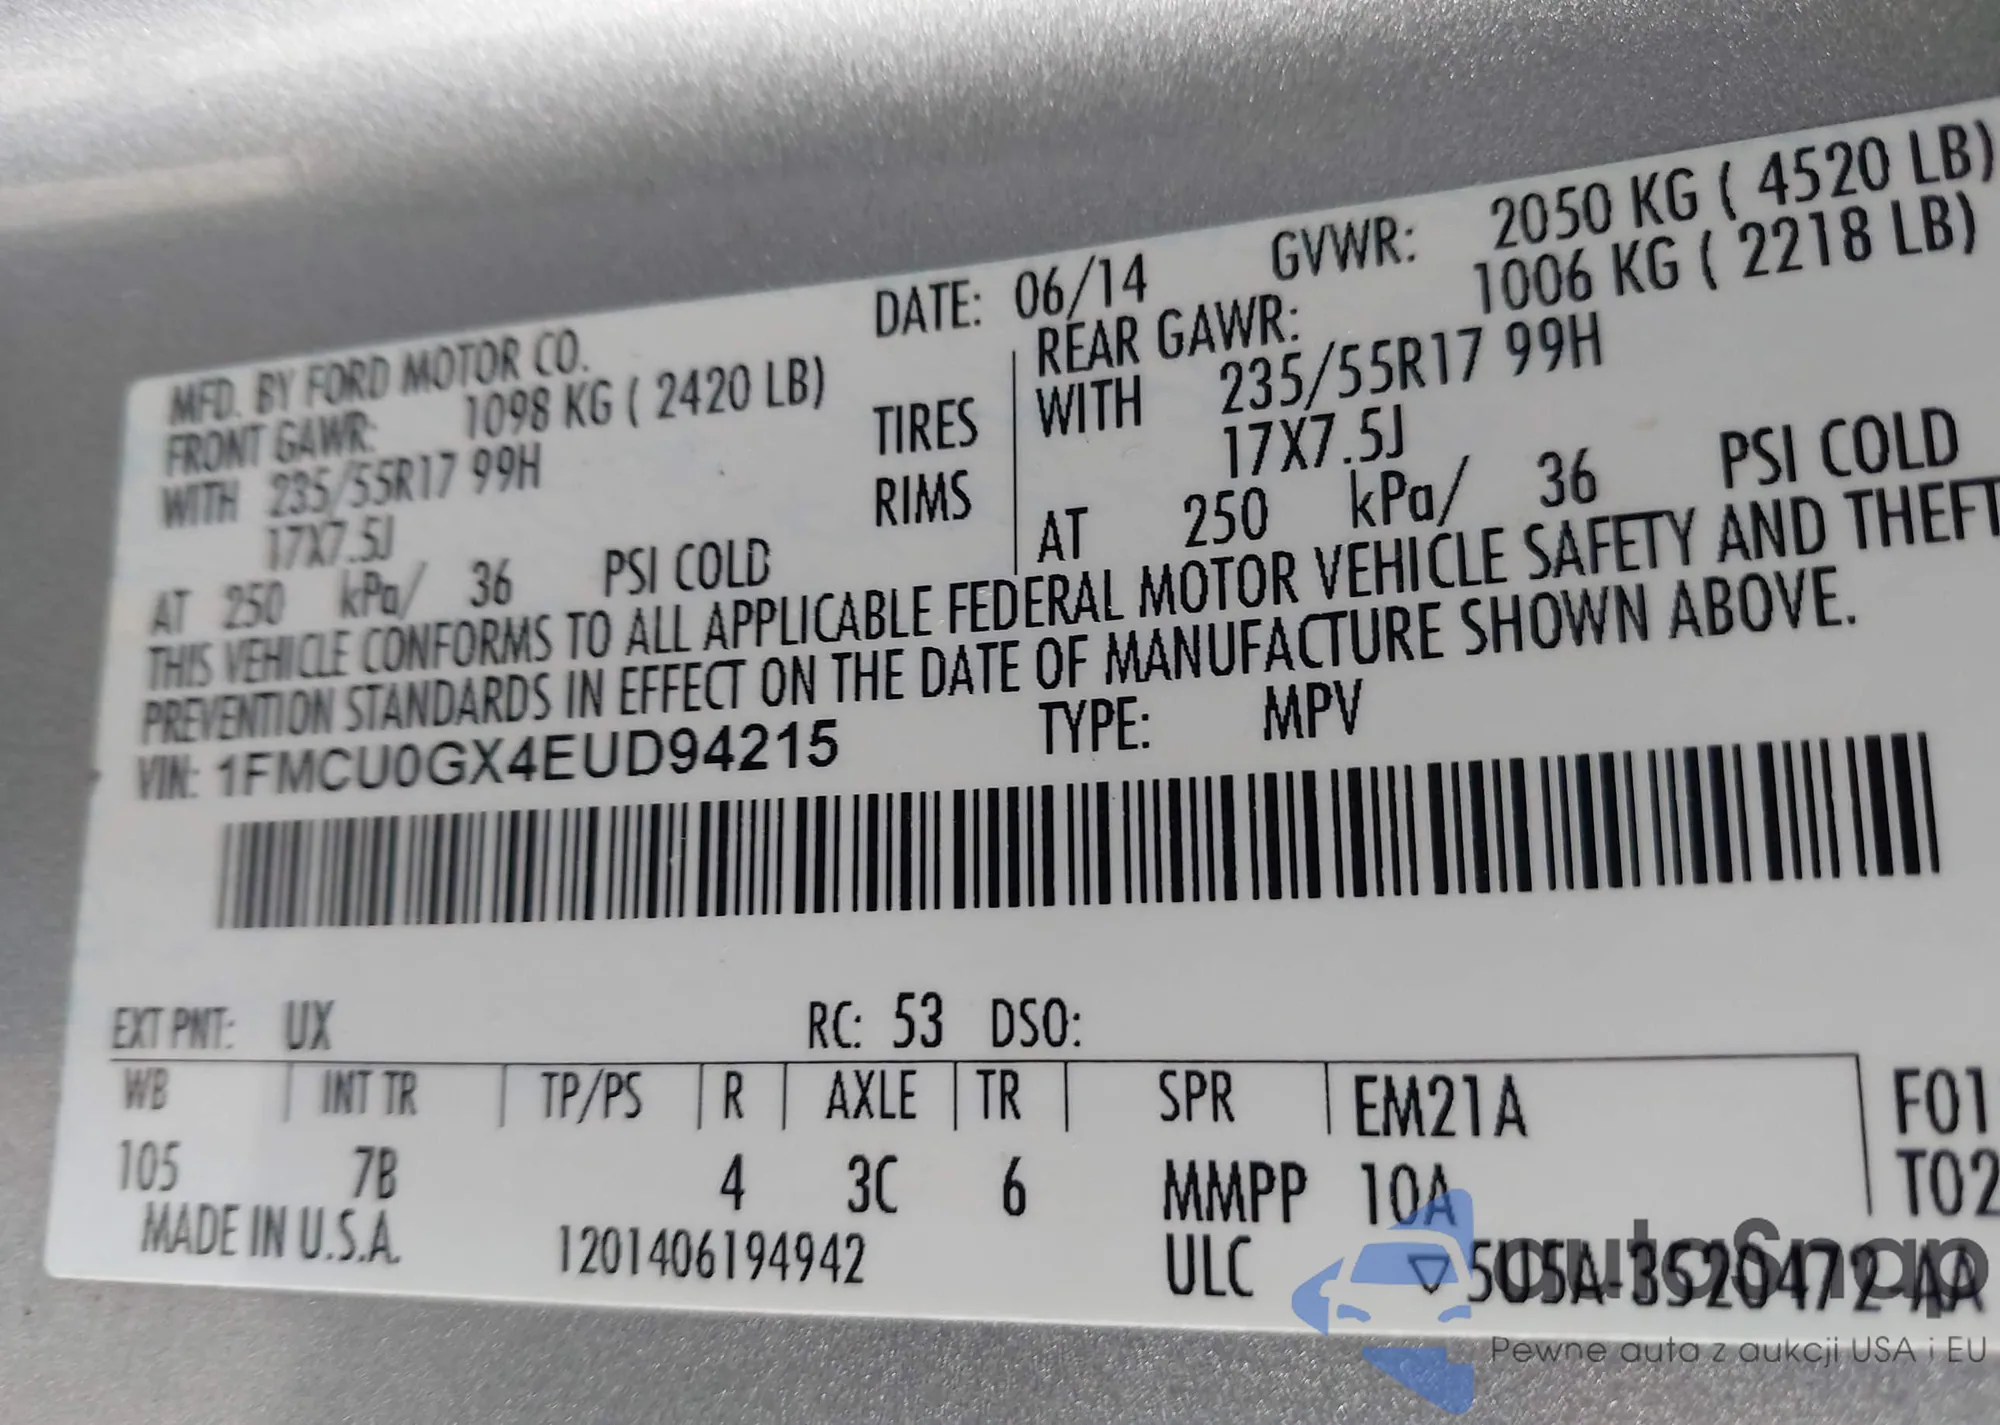 MFD. BY FORD MOTOR CO. DATE: 06/14 GVWR: 2050 KG ( 4520 LB)
FRONT GAWR: 1098 KG ( 2420 LB) REAR GAWR: 1006 KG ( 2218 LB)
WITH 235/55R17 99H TIRES WITH 235/55R17 99H
17X7.5J RIMS 17X7.5J
AT 250 kPa/ 36 PSI COLD AT 250 kPa/ 36 PSI COLD
THIS VEHICLE CONFORMS TO ALL APPLICABLE FEDERAL MOTOR VEHICLE SAFETY AND THEFT
PREVENTION STANDARDS IN EFFECT ON THE DATE OF MANUFACTURE SHOWN ABOVE.
VIN: 1FMCU0GX4EUD94215 TYPE: MPV
EXT PNT: UX RC: 53 DSO:
WB INT TR TP/PS R AXLE TR SPR EM21A F01
105 7B 4 3C 6 MMPP 10A T02
MADE IN U.S.A. 1201406194942 ULC ▽5U5A-3520472-AA
autoSnap
Pewne auta z aukcji USA i EU